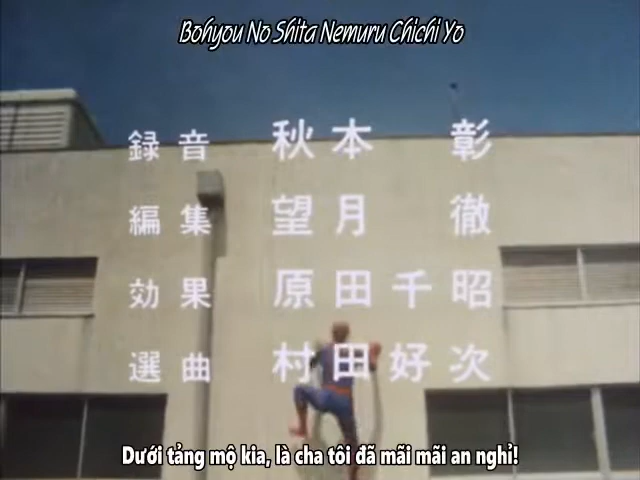 Bohyou No Shita Nemuru Chichi Yo
録音 秋本 彰
編集 望月 徹
効果 原田千昭
選曲 村田好次
Dưới tảng mộ kia, là cha tôi đã mãi mãi an nghỉ!